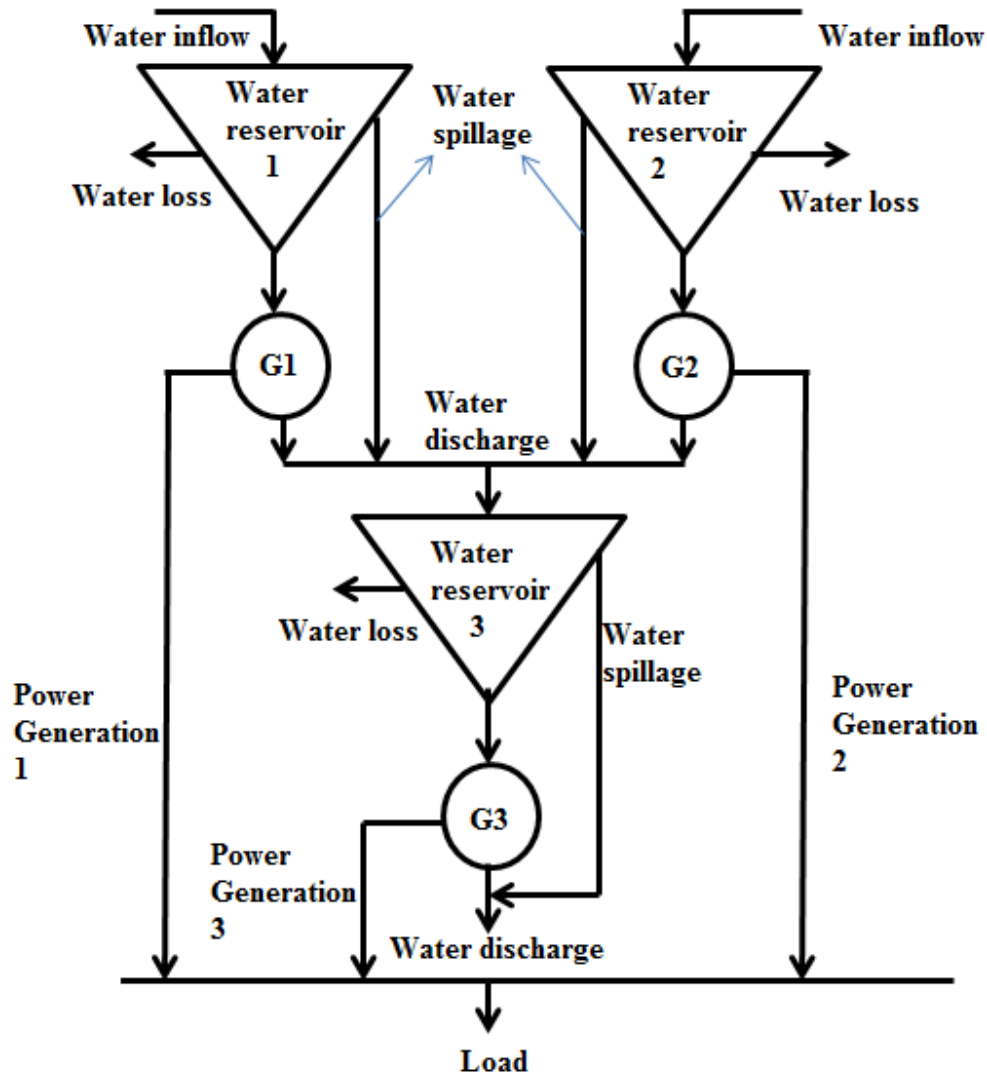 Water inflow
Water inflow
Water
reservoir
1
Water
spillage
Water
reservoir
2
Water loss
Water loss
G1
G2
Water
discharge
Water
reservoir
3
Water loss
Water
spillage
Power
Generation
1
Power
Generation
2
G3
Power
Generation
3
Water discharge
Load